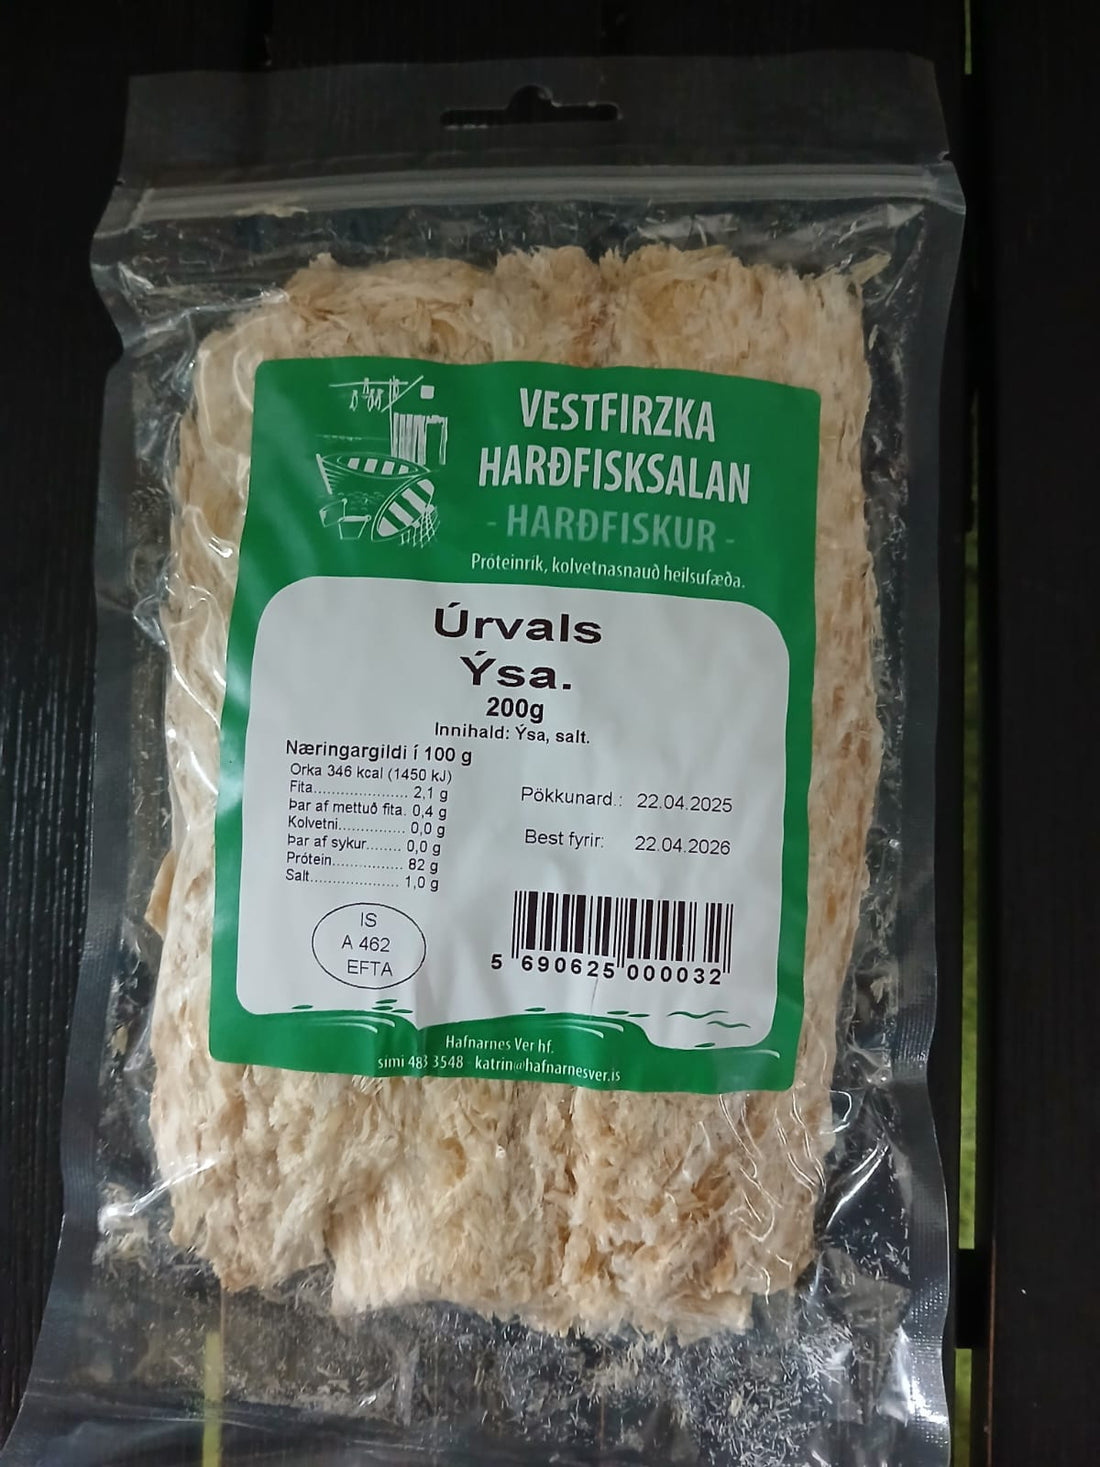 VESTFIRZKA
HARÐFISKSALAN
- HARÐFISKUR -
Próteinrík, kolvetnasnauð heilsufæða.
Úrvals
Ýsa.
200g
Innihald: Ýsa, salt.
Næringargildi í 100 g
Orka 346 kcal (1450 kJ)
Fita..................... 2,1 g
Þar af mettuð fita. 0,4 g
Kolvetni............... 0,0 g
Þar af sykur........ 0,0 g
Prótein................ 82 g
Salt.................... 1,0 g
Pökkunard.: 22.04.2025
Best fyrir: 22.04.2026
IS
A 462
EFTA
5 690625 000032
Hafnarnes Ver hf.
sími 483 3548 - katrin@hafnarnesver.is